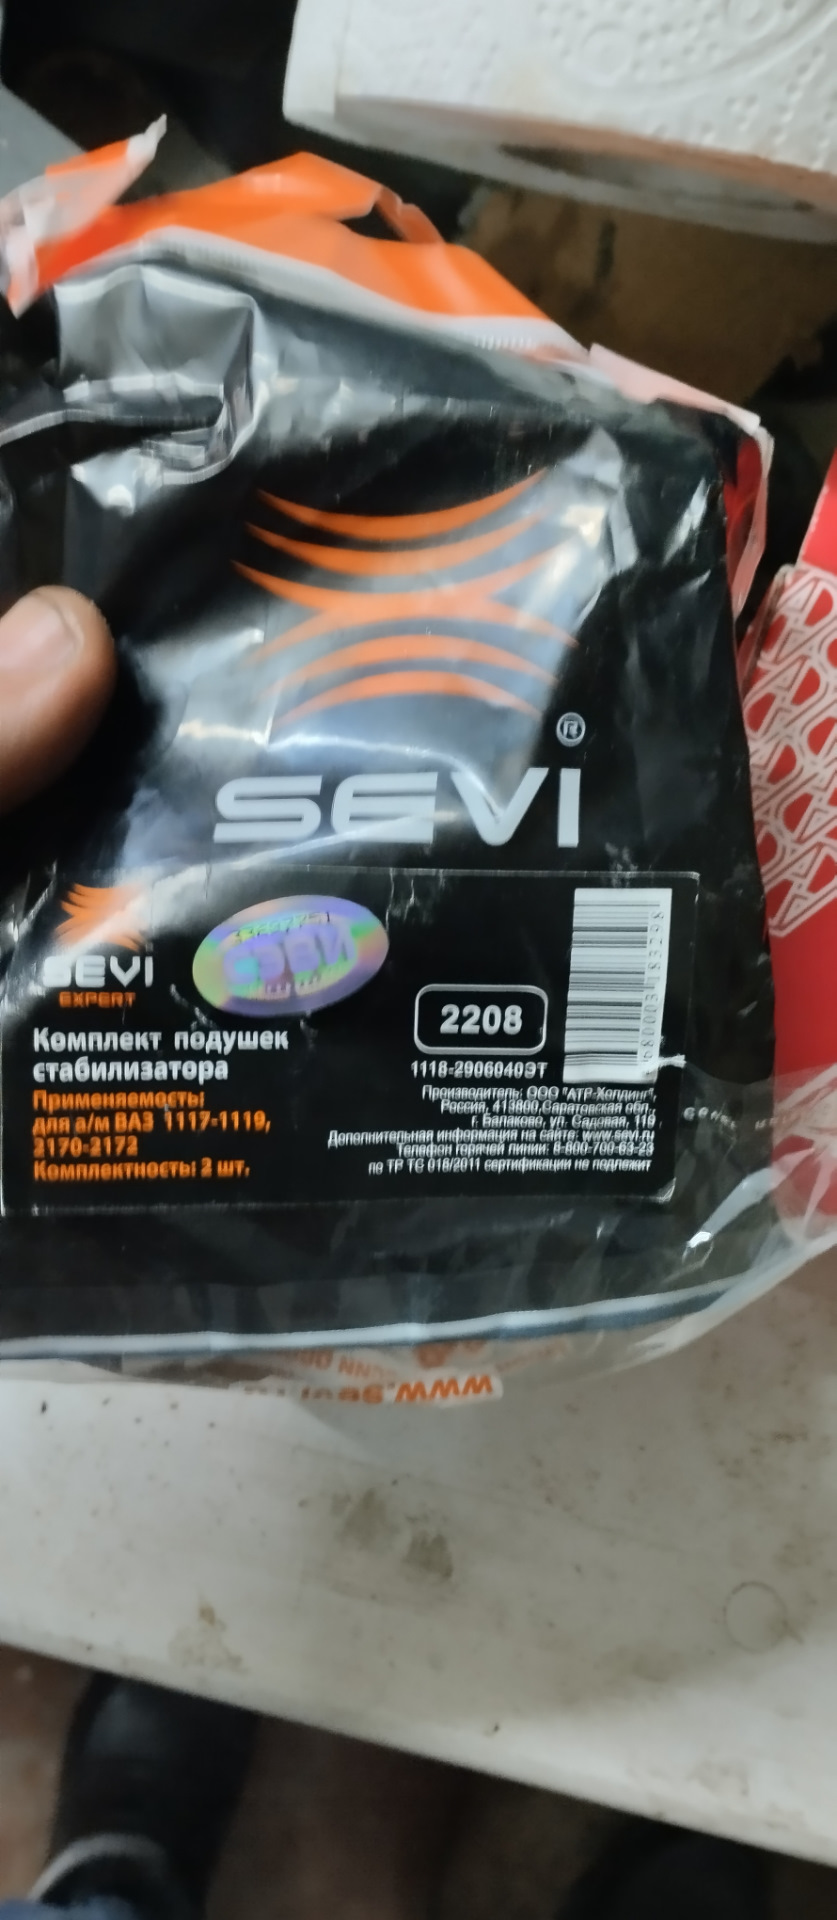 ®
SEVI
SEVI
EXPERT
СЭВИ
Комплект подушек
стабилизатора
Применяемость:
для а/м ВАЗ 1117-1119,
2170-2172
Комплектность: 2 шт.
2208
1118-2906040ЭТ
Производитель: ООО "АТР-Холдинг",
Россия, 413800,Саратовская обл.,
г. Балаково, ул. Садовая, 119
Дополнительная информация на сайте: www.sevi.ru
Телефон горячей линии: 8-800-700-63-23
по ТР ТС 018/2011 сертификации не подлежит